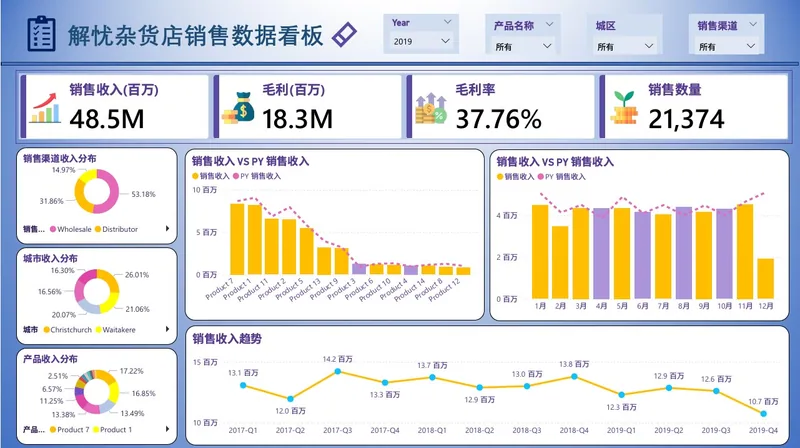 解忧杂货店销售数据看板
Year
2019
产品名称
所有
城区
所有
销售渠道
所有
销售收入(百万)
48.5M
毛利(百万)
18.3M
毛利率
37.76%
销售数量
21,374
销售渠道收入分布
14.97%
53.18%
31.86%
销售... Wholesale Distributor
城市收入分布
16.30%
26.01%
16.56%
21.06%
20.07%
城市 Christchurch Waitakere
产品收入分布
2.51%
17.22%
6.57%
16.85%
11.25%
13.38%
13.49%
产品... Product 7 Product 1
销售收入 VS PY 销售收入
销售收入 PY 销售收入
10 百万
5 百万
0 百万
Product 7
Product 1
Product 11
Product 2
Product 5
Product 13
Product 9
Product 3
Product 6
Product 10
Product 4
Product 14
Product 8
Product 12
销售收入 VS PY 销售收入
销售收入 PY 销售收入
4 百万
2 百万
0 百万
1月 2月 3月 4月 5月 6月 7月 8月 9月 10月 11月 12月
销售收入趋势
15 百万
10 百万
13.1 百万
12.0 百万
14.2 百万
13.3 百万
13.7 百万
12.9 百万
13.0 百万
13.8 百万
12.3 百万
12.9 百万
12.6 百万
10.7 百万
2017-Q1 2017-Q2 2017-Q3 2017-Q4 2018-Q1 2018-Q2 2018-Q3 2018-Q4 2019-Q1 2019-Q2 2019-Q3 2019-Q4